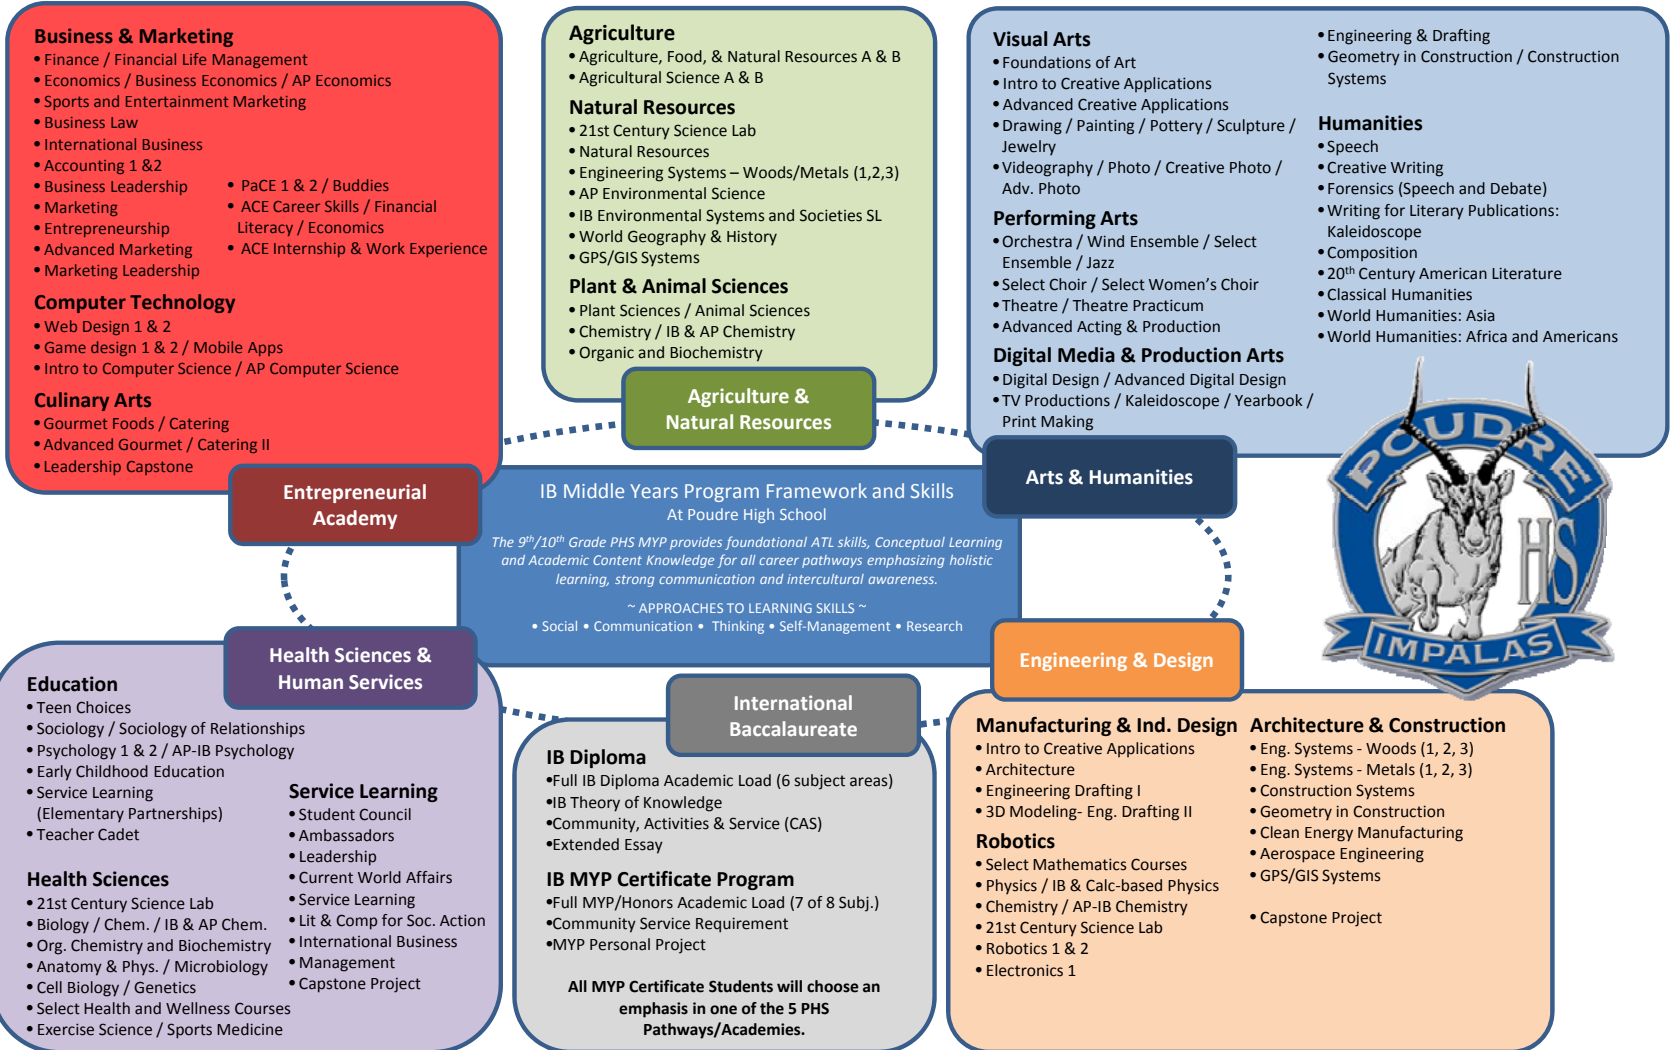 Business & Marketing
• Finance / Financial Life Management
• Economics / Business Economics / AP Economics
• Sports and Entertainment Marketing
• Business Law
• International Business
• Accounting 1 &2
• Business Leadership
• Marketing
• Entrepreneurship
• Advanced Marketing
• Marketing Leadership
• PaCE 1 & 2 / Buddies
• ACE Career Skills / Financial
Literacy / Economics
• ACE Internship & Work Experience
Computer Technology
• Web Design 1 & 2
• Game design 1 & 2 / Mobile Apps
• Intro to Computer Science / AP Computer Science
Culinary Arts
• Gourmet Foods / Catering
• Advanced Gourmet / Catering II
• Leadership Capstone
Entrepreneurial
Academy
Agriculture
• Agriculture, Food, & Natural Resources A & B
• Agricultural Science A & B
Natural Resources
• 21st Century Science Lab
• Natural Resources
• Engineering Systems – Woods/Metals (1,2,3)
• AP Environmental Science
• IB Environmental Systems and Societies SL
• World Geography & History
• GPS/GIS Systems
Plant & Animal Sciences
• Plant Sciences / Animal Sciences
• Chemistry / IB & AP Chemistry
• Organic and Biochemistry
Agriculture &
Natural Resources
Visual Arts
• Foundations of Art
• Intro to Creative Applications
• Advanced Creative Applications
• Drawing / Painting / Pottery / Sculpture /
Jewelry
• Videography / Photo / Creative Photo /
Adv. Photo
Performing Arts
• Orchestra / Wind Ensemble / Select
Ensemble / Jazz
• Select Choir / Select Women's Choir
• Theatre / Theatre Practicum
• Advanced Acting & Production
Digital Media & Production Arts
• Digital Design / Advanced Digital Design
• TV Productions / Kaleidoscope / Yearbook /
Print Making
• Engineering & Drafting
• Geometry in Construction / Construction
Systems
Humanities
• Speech
• Creative Writing
• Forensics (Speech and Debate)
• Writing for Literary Publications:
Kaleidoscope
• Composition
• 20th Century American Literature
• Classical Humanities
• World Humanities: Asia
• World Humanities: Africa and Americans
Arts & Humanities
POUDRE
HS
IMPALAS
IB Middle Years Program Framework and Skills
At Poudre High School
The 9th/10th Grade PHS MYP provides foundational ATL skills, Conceptual Learning
and Academic Content Knowledge for all career pathways emphasizing holistic
learning, strong communication and intercultural awareness.
~ APPROACHES TO LEARNING SKILLS ~
• Social • Communication • Thinking • Self-Management • Research
Health Sciences &
Human Services
Education
• Teen Choices
• Sociology / Sociology of Relationships
• Psychology 1 & 2 / AP-IB Psychology
• Early Childhood Education
• Service Learning
(Elementary Partnerships)
• Teacher Cadet
Health Sciences
• 21st Century Science Lab
• Biology / Chem. / IB & AP Chem.
• Org. Chemistry and Biochemistry
• Anatomy & Phys. / Microbiology
• Cell Biology / Genetics
• Select Health and Wellness Courses
• Exercise Science / Sports Medicine
Service Learning
• Student Council
• Ambassadors
• Leadership
• Current World Affairs
• Service Learning
• Lit & Comp for Soc. Action
• International Business
• Management
• Capstone Project
International
Baccalaureate
IB Diploma
•Full IB Diploma Academic Load (6 subject areas)
•IB Theory of Knowledge
•Community, Activities & Service (CAS)
•Extended Essay
IB MYP Certificate Program
•Full MYP/Honors Academic Load (7 of 8 Subj.)
•Community Service Requirement
•MYP Personal Project
All MYP Certificate Students will choose an
emphasis in one of the 5 PHS
Pathways/Academies.
Engineering & Design
Manufacturing & Ind. Design
• Intro to Creative Applications
• Architecture
• Engineering Drafting I
• 3D Modeling- Eng. Drafting II
Robotics
• Select Mathematics Courses
• Physics / IB & Calc-based Physics
• Chemistry / AP-IB Chemistry
• 21st Century Science Lab
• Robotics 1 & 2
• Electronics 1
Architecture & Construction
• Eng. Systems - Woods (1, 2, 3)
• Eng. Systems - Metals (1, 2, 3)
• Construction Systems
• Geometry in Construction
• Clean Energy Manufacturing
• Aerospace Engineering
• GPS/GIS Systems
• Capstone Project